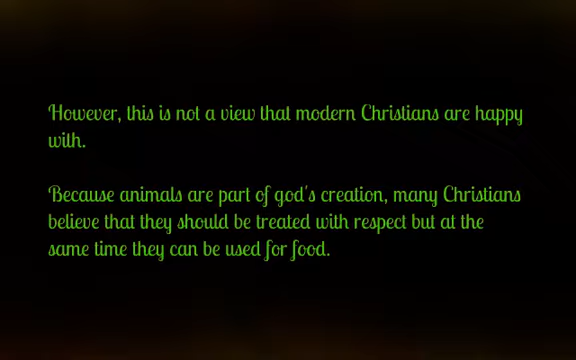 However, this is not a view that modern Christians are happy
with.
Because animals are part of god's creation, many Christians
believe that they should be treated with respect but at the
same time they can be used for food.